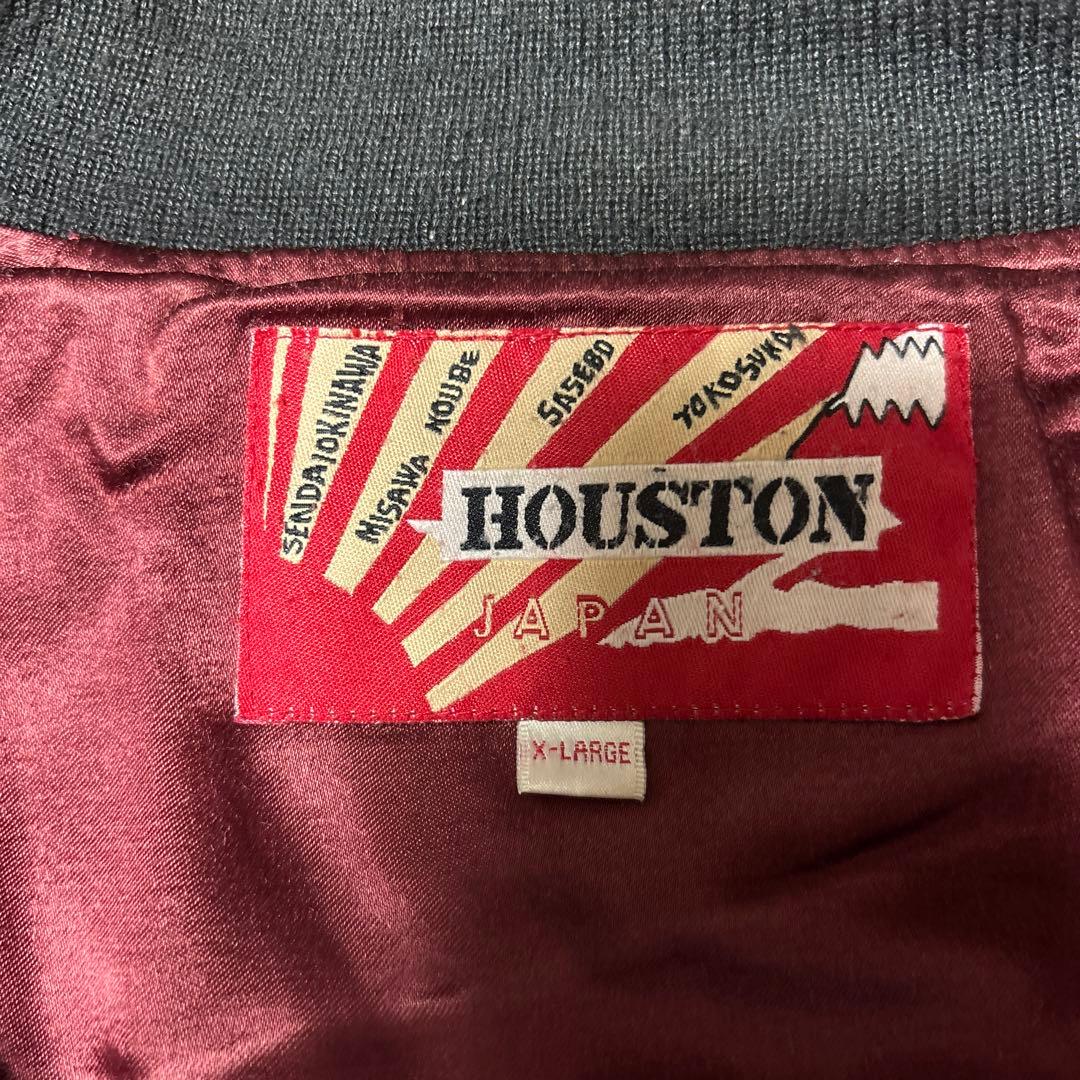 SENDAI
OKINAWA
MISAWA
KOUBE
SASEBO
YOKOSUKA
HOUSTON
JAPAN
X-LARGE